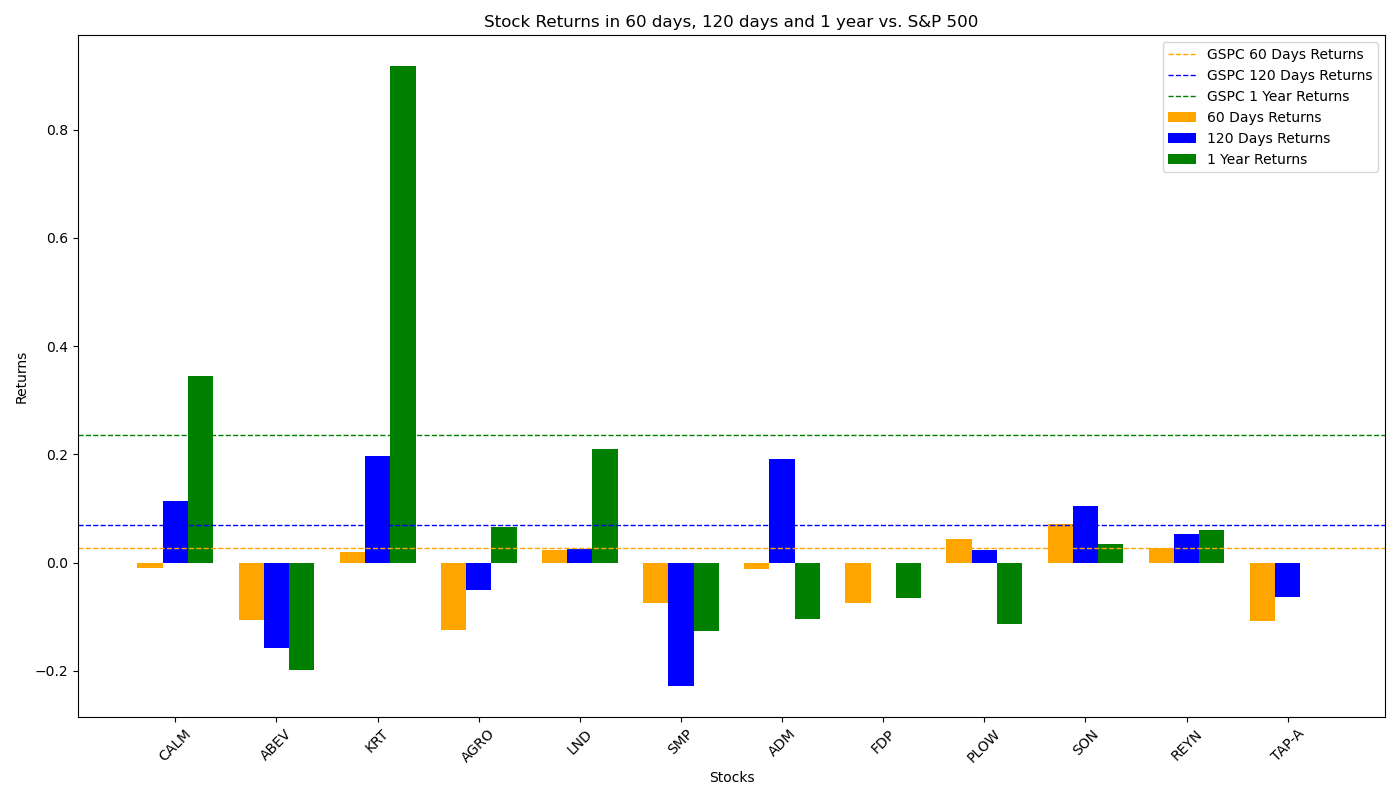 Stock Returns in 60 days, 120 days and 1 year vs. S&P 500
GSPC 60 Days Returns
GSPC 120 Days Returns
GSPC 1 Year Returns
60 Days Returns
120 Days Returns
1 Year Returns
0.8
0.6
0.4
0.2
0.0
−0.2
Returns
CALM
ABEV
KRT
AGRO
LND
SMP
ADM
FDP
PLOW
SON
REYN
TAP-A
Stocks